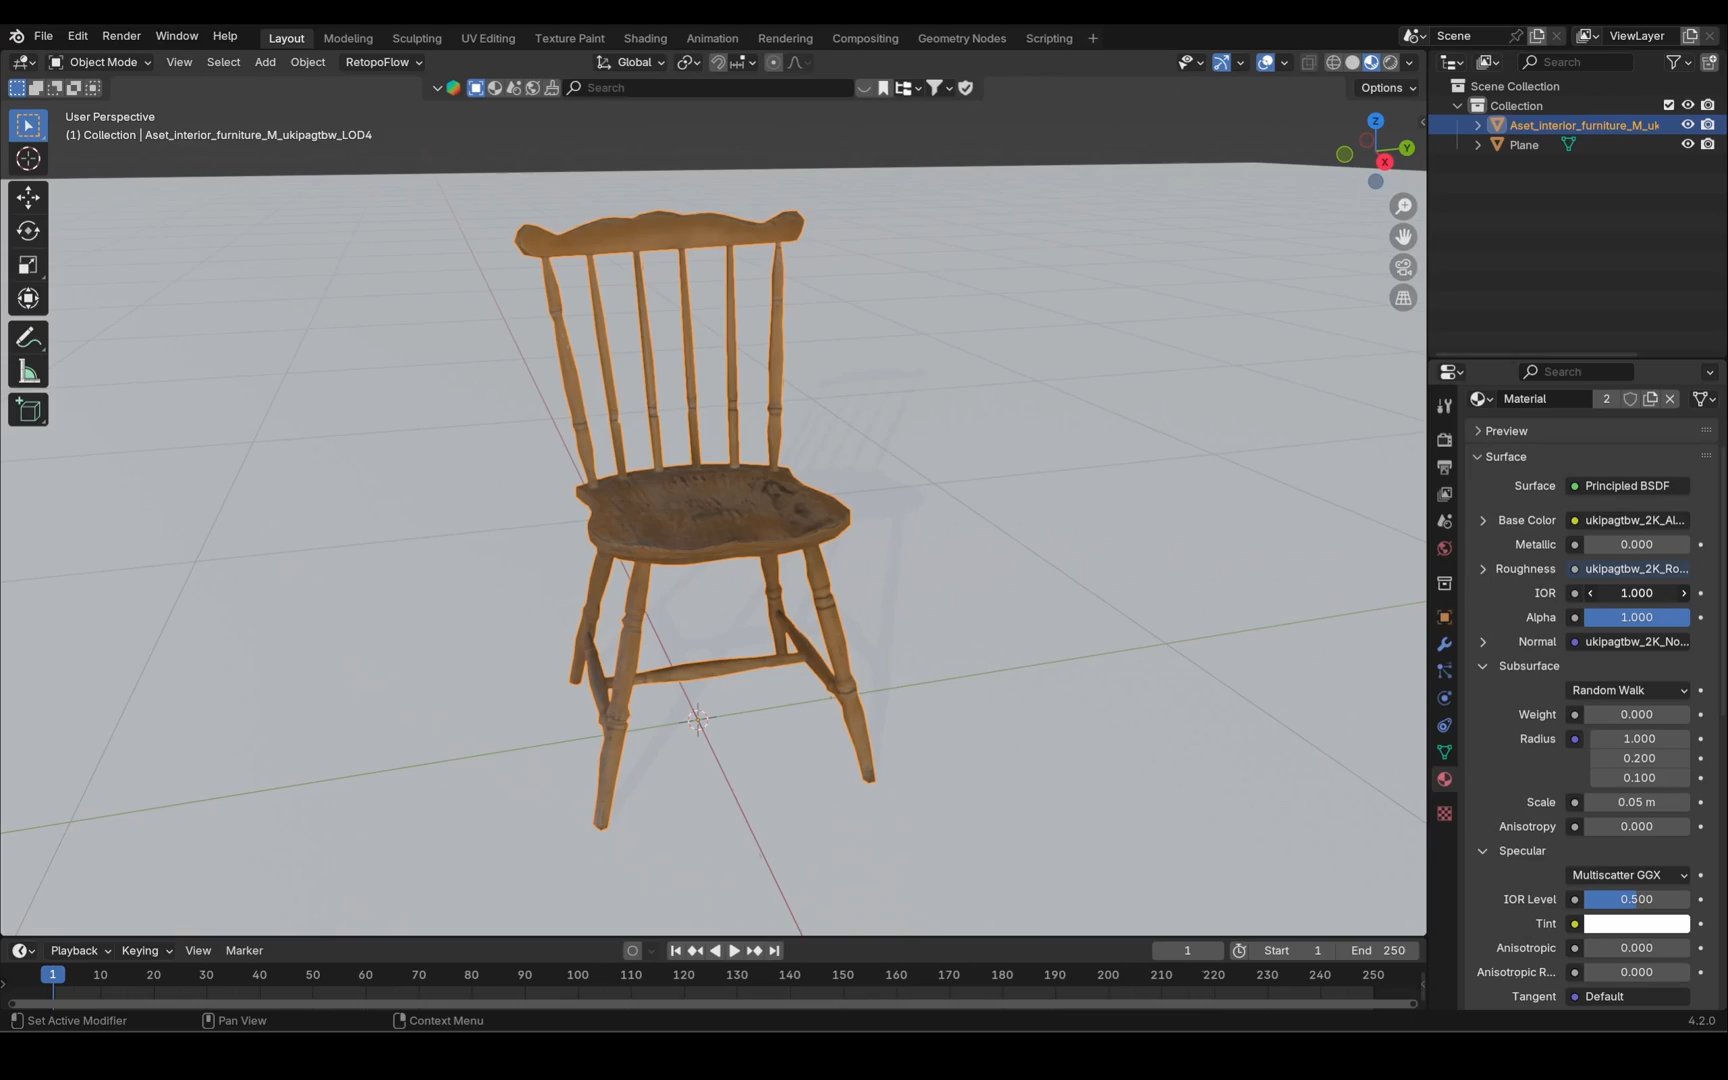 File Edit Render Window Help
Layout Modeling Sculpting UV Editing Texture Paint Shading Animation Rendering Compositing Geometry Nodes Scripting +
Scene
ViewLayer
Object Mode View Select Add Object RetopoFlow
Global
Search
Options
User Perspective
(1) Collection | Aset_interior_furniture_M_ukipagtbw_LOD4
Z
Y
X
Search
Scene Collection
Collection
Aset_interior_furniture_M_uk
Plane
Search
Material 2
Preview
Surface
Surface Principled BSDF
Base Color ukipagtbw_2K_Al...
Metallic 0.000
Roughness ukipagtbw_2K_Ro...
IOR 1.000
Alpha 1.000
Normal ukipagtbw_2K_No...
Subsurface
Random Walk
Weight 0.000
Radius 1.000
0.200
0.100
Scale 0.05 m
Anisotropy 0.000
Specular
Multiscatter GGX
IOR Level 0.500
Tint
Anisotropic 0.000
Anisotropic R... 0.000
Tangent Default
Playback Keying View Marker
1 Start 1 End 250
1 10 20 30 40 50 60 70 80 90 100 110 120 130 140 150 160 170 180 190 200 210 220 230 240 250
Set Active Modifier Pan View Context Menu
4.2.0